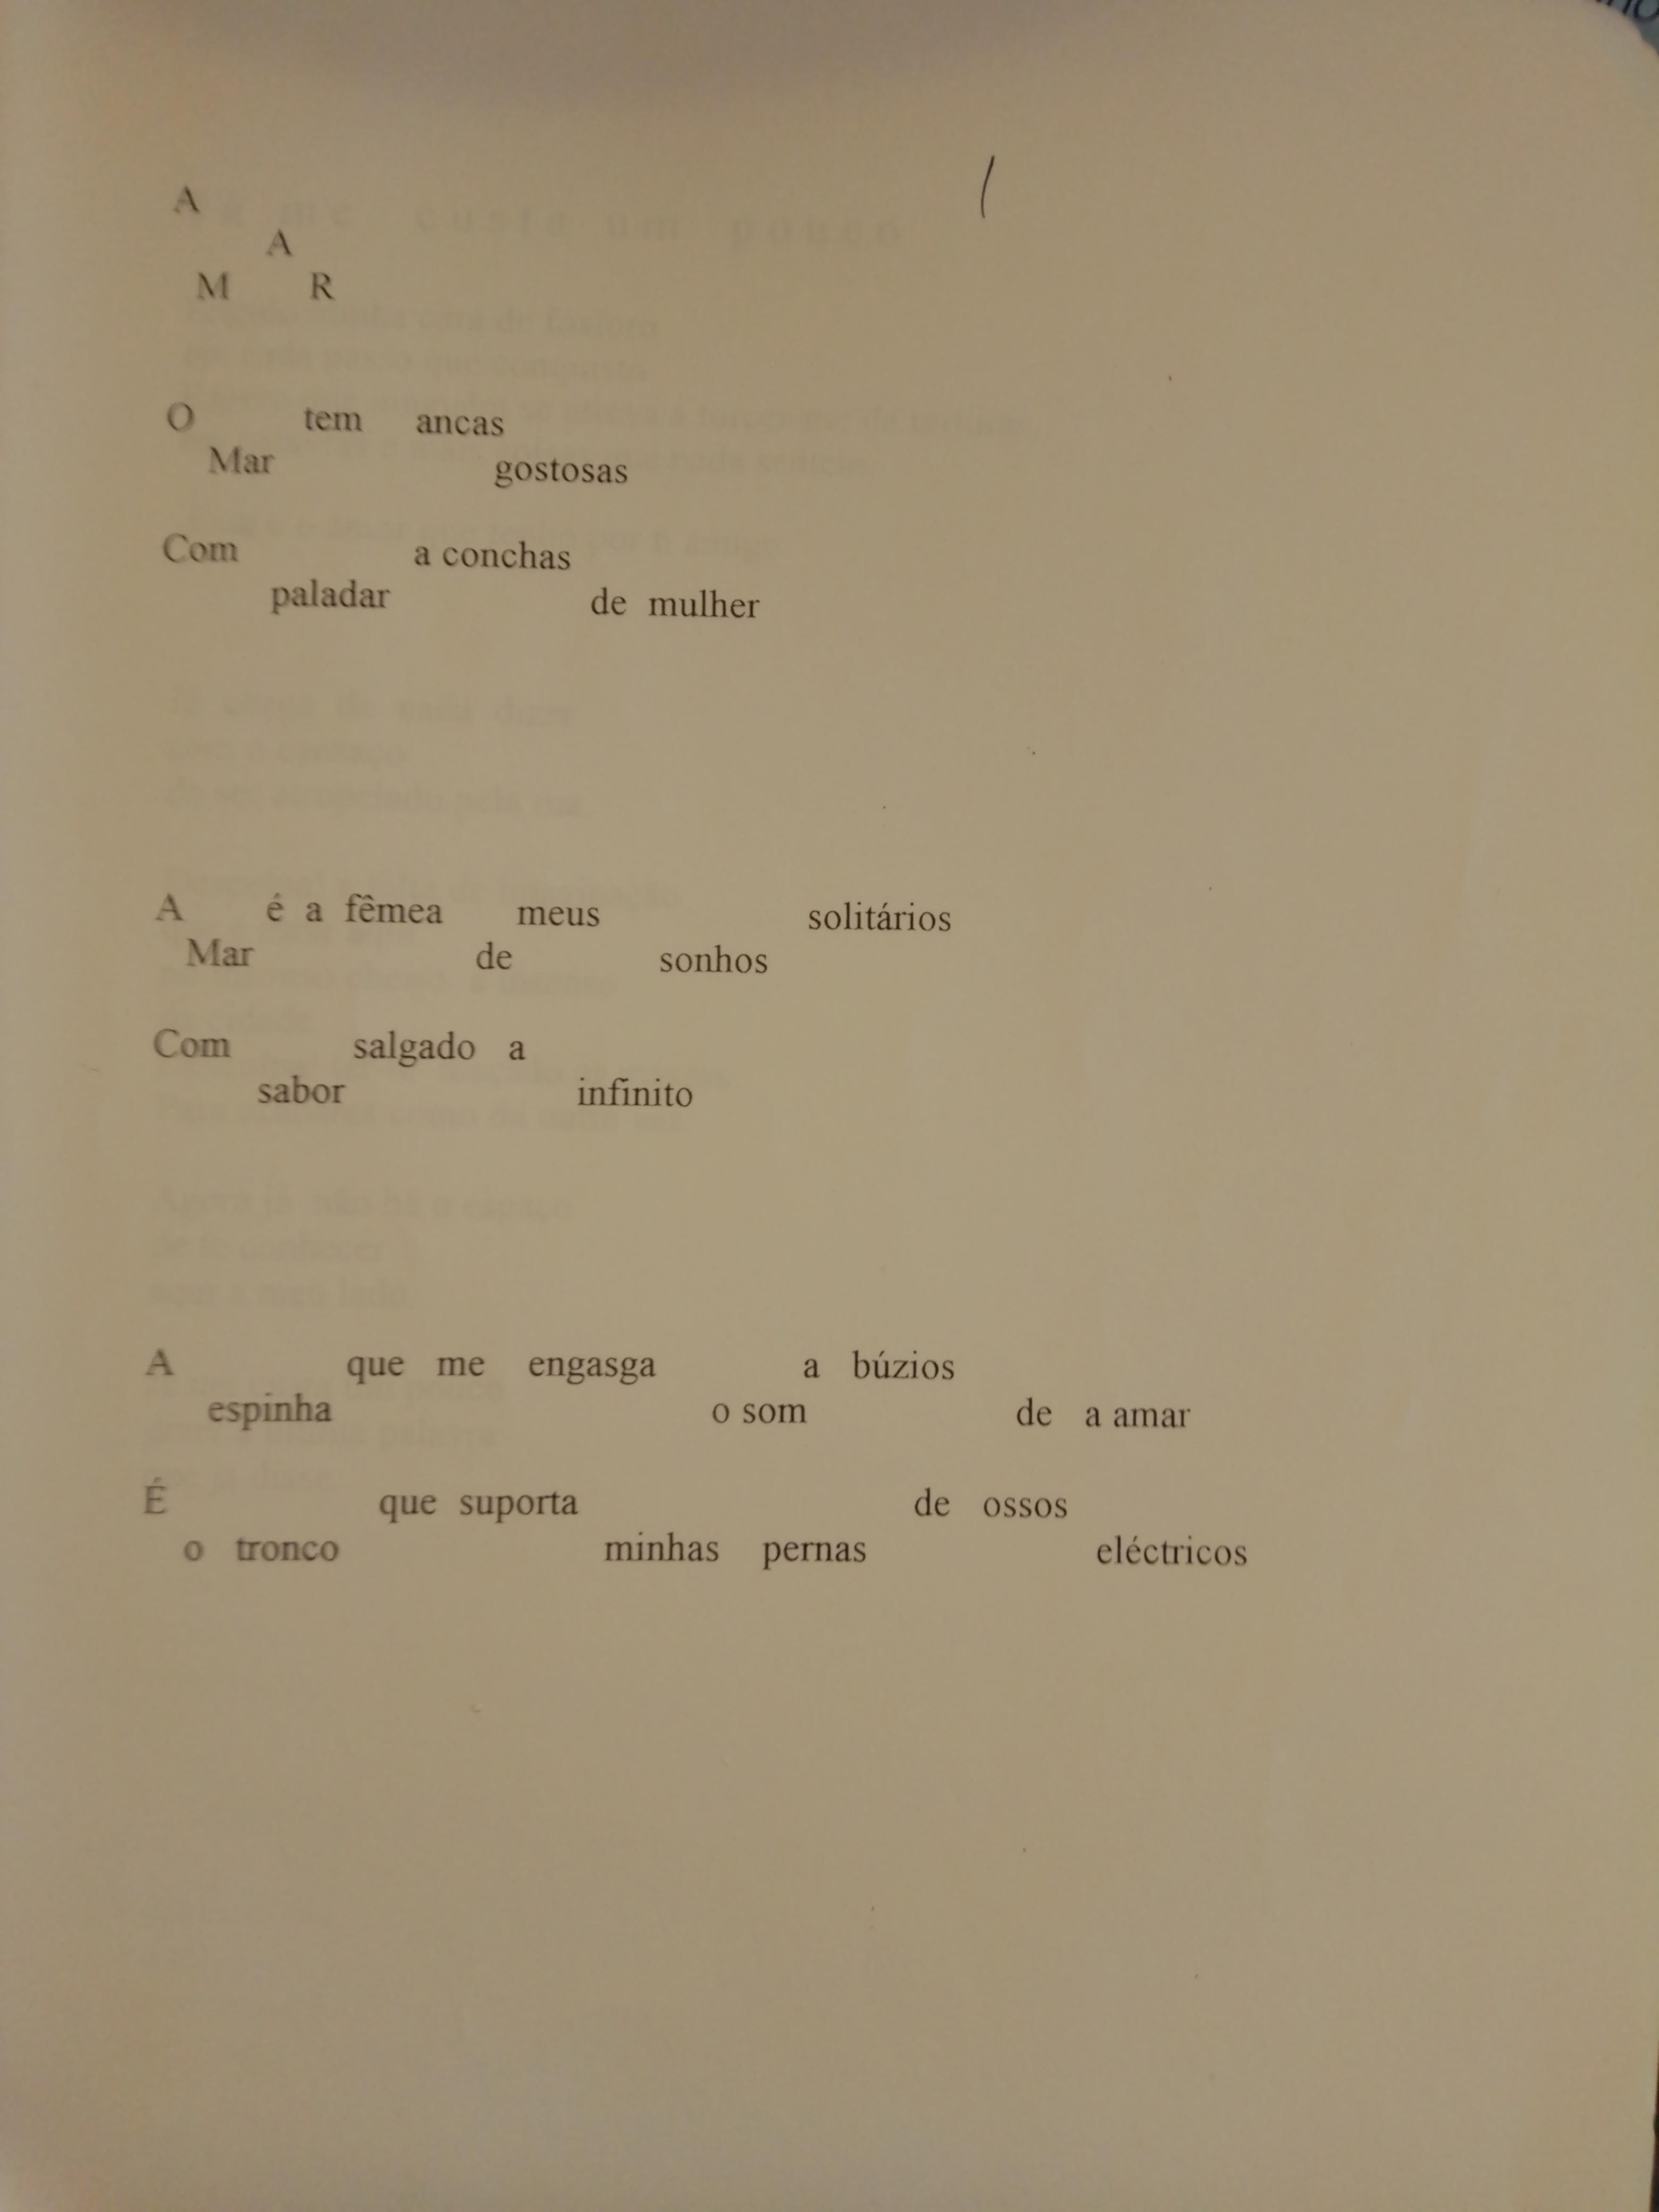 A
A
M R
O tem ancas
Mar gostosas
Com a conchas
paladar de mulher
A é a fêmea meus solitários
Mar de sonhos
Com salgado a
sabor infinito
A que me engasga a búzios
espinha o som de a amar
É que suporta de ossos
o tronco minhas pernas eléctricos